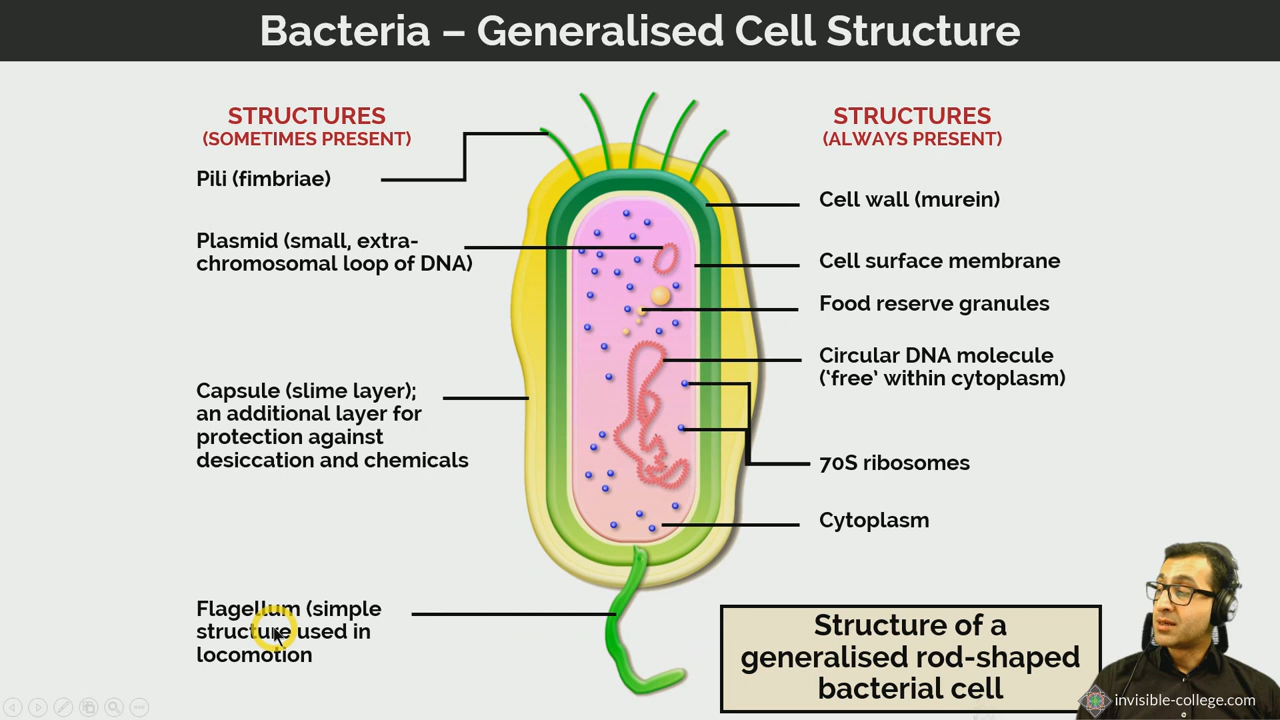 Bacteria – Generalised Cell Structure
STRUCTURES
(SOMETIMES PRESENT)
Pili (fimbriae)
Plasmid (small, extra-
chromosomal loop of DNA)
Capsule (slime layer);
an additional layer for
protection against
desiccation and chemicals
Flagellum (simple
structure used in
locomotion
STRUCTURES
(ALWAYS PRESENT)
Cell wall (murein)
Cell surface membrane
Food reserve granules
Circular DNA molecule
(‘free’ within cytoplasm)
70S ribosomes
Cytoplasm
Structure of a
generalised rod-shaped
bacterial cell
invisible-college.com